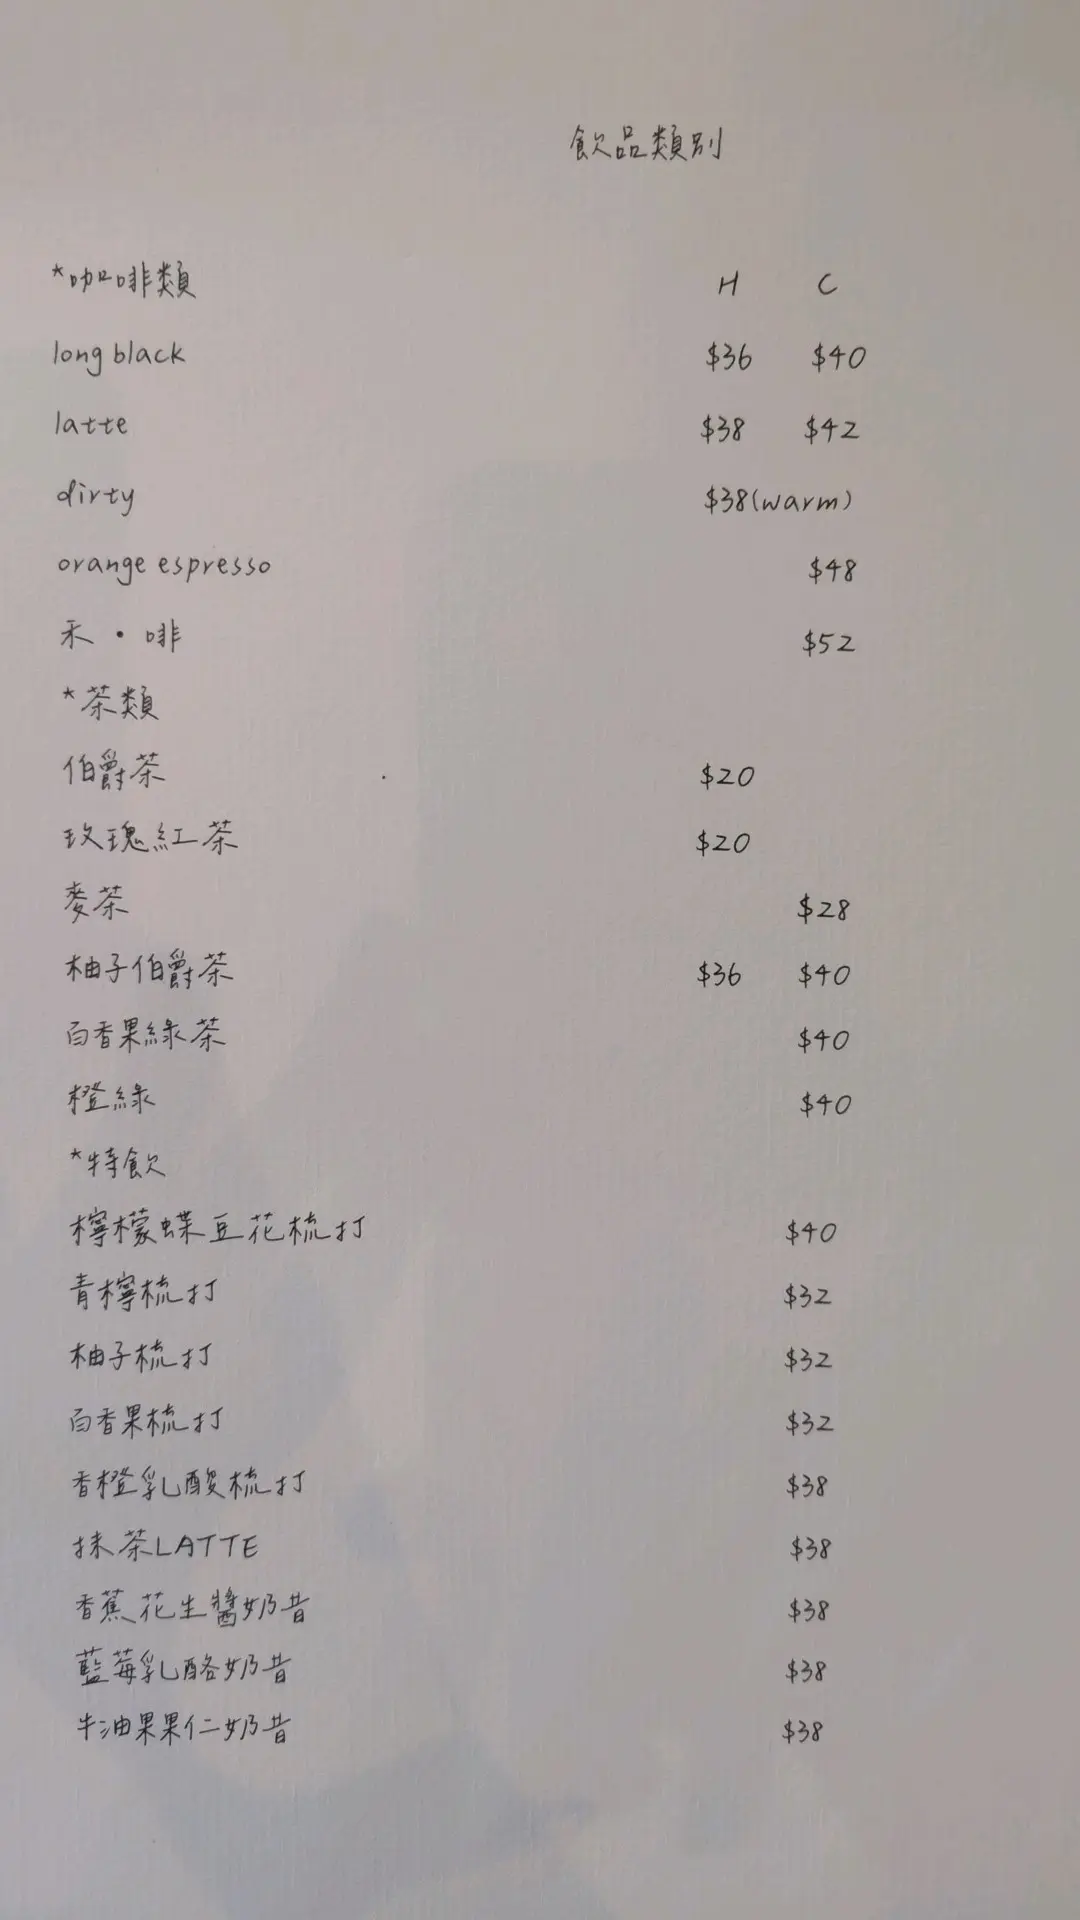 飲品類別
*咖啡類 H C
long black $36 $40
latte $38 $42
dirty $38(warm)
orange espresso $48
禾・啡 $52
*茶類
伯爵茶 $20
玫瑰紅茶 $20
麥茶 $28
柚子伯爵茶 $36 $40
百香果綠茶 $40
橙綠 $40
*特飲
檸檬蝶豆花梳打 $40
青檸梳打 $32
柚子梳打 $32
百香果梳打 $32
香橙乳酸梳打 $38
抹茶LATTE $38
香蕉花生醬奶昔 $38
藍莓乳酪奶昔 $38
牛油果果仁奶昔 $38